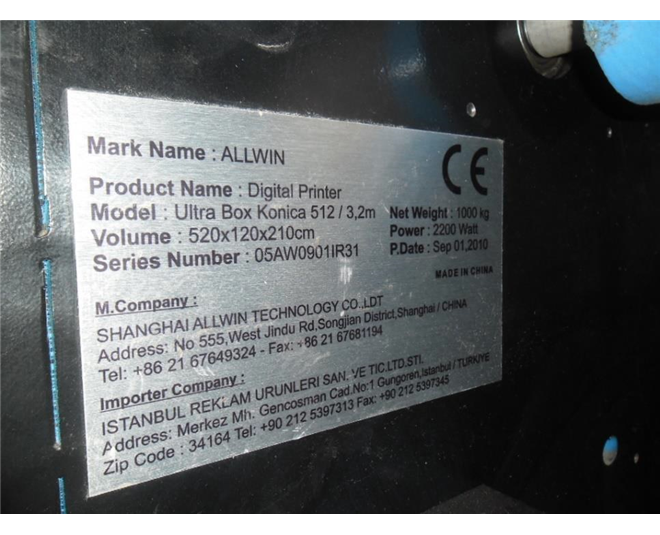 Mark Name : ALLWIN
CE
Product Name : Digital Printer
Model : Ultra Box Konica 512 / 3,2m Net Weight : 1000 kg
Volume : 520x120x210cm Power : 2200 Watt
Series Number : 05AW0901IR31 P.Date : Sep 01,2010
MADE IN CHINA
M.Company :
SHANGHAI ALLWIN TECHNOLOGY CO.,LDT
Address: No 555,West Jindu Rd,Songjian District,Shanghai / CHINA
Tel: +86 21 67649324 - Fax: +86 21 67681194
Importer Company :
ISTANBUL REKLAM URUNLERI SAN. VE TIC.LTD.STI.
Address: Merkez Mh. Gencosman Cad.No:1 Gungoren,Istanbul / TURKIYE
Zip Code : 34164 Tel: +90 212 5397313 Fax: +90 212 5397345